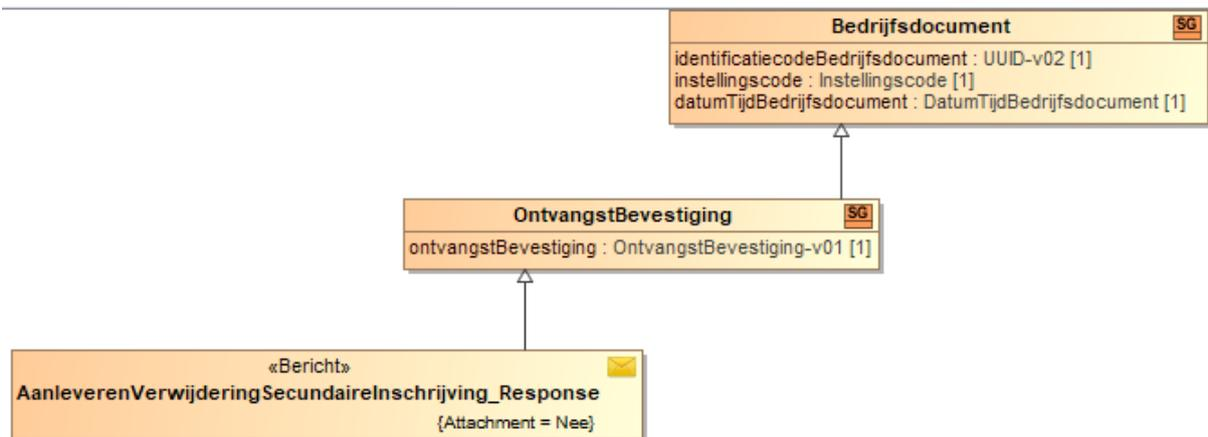 Bedrijfsdocument SG
identificatiecodeBedrijfsdocument : UUID-v02 [1]
instellingscode : Instellingscode [1]
datumTijdBedrijfsdocument : DatumTijdBedrijfsdocument [1]
OntvangstBevestiging SG
ontvangstBevestiging : OntvangstBevestiging-v01 [1]
«Bericht»
AanleverenVerwijderingSecundaireInschrijving_Response
{Attachment = Nee}